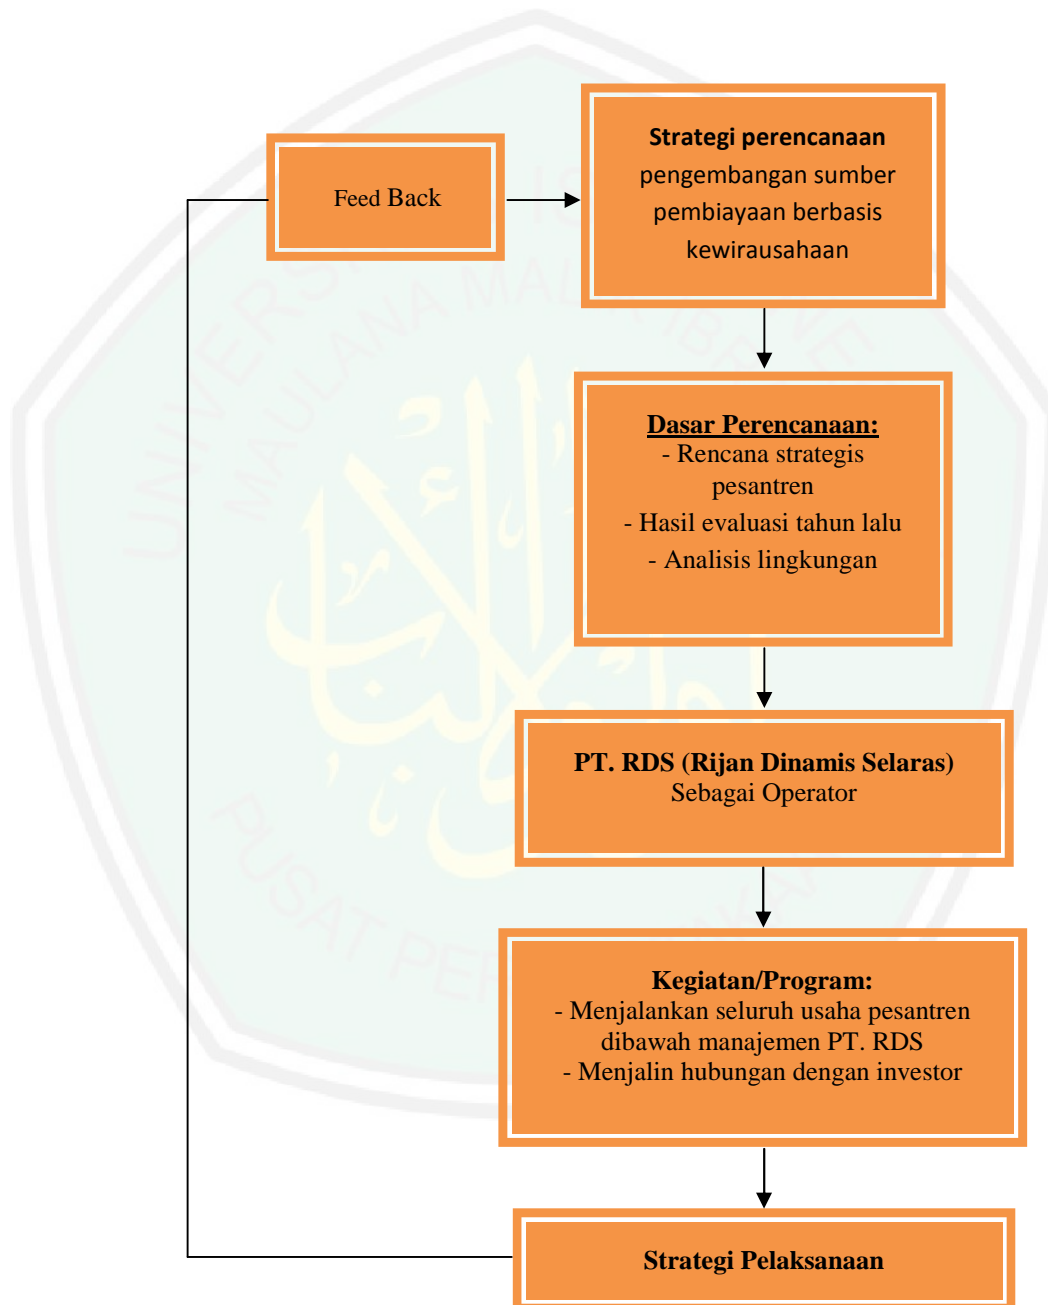 Feed Back
Strategi perencanaan
pengembangan sumber
pembiayaan berbasis
kewirausahaan
Dasar Perencanaan:
- Rencana strategis
pesantren
- Hasil evaluasi tahun lalu
- Analisis lingkungan
PT. RDS (Rijan Dinamis Selaras)
Sebagai Operator
Kegiatan/Program:
- Menjalankan seluruh usaha pesantren
dibawah manajemen PT. RDS
- Menjalin hubungan dengan investor
Strategi Pelaksanaan
MAULANA
PUSAT